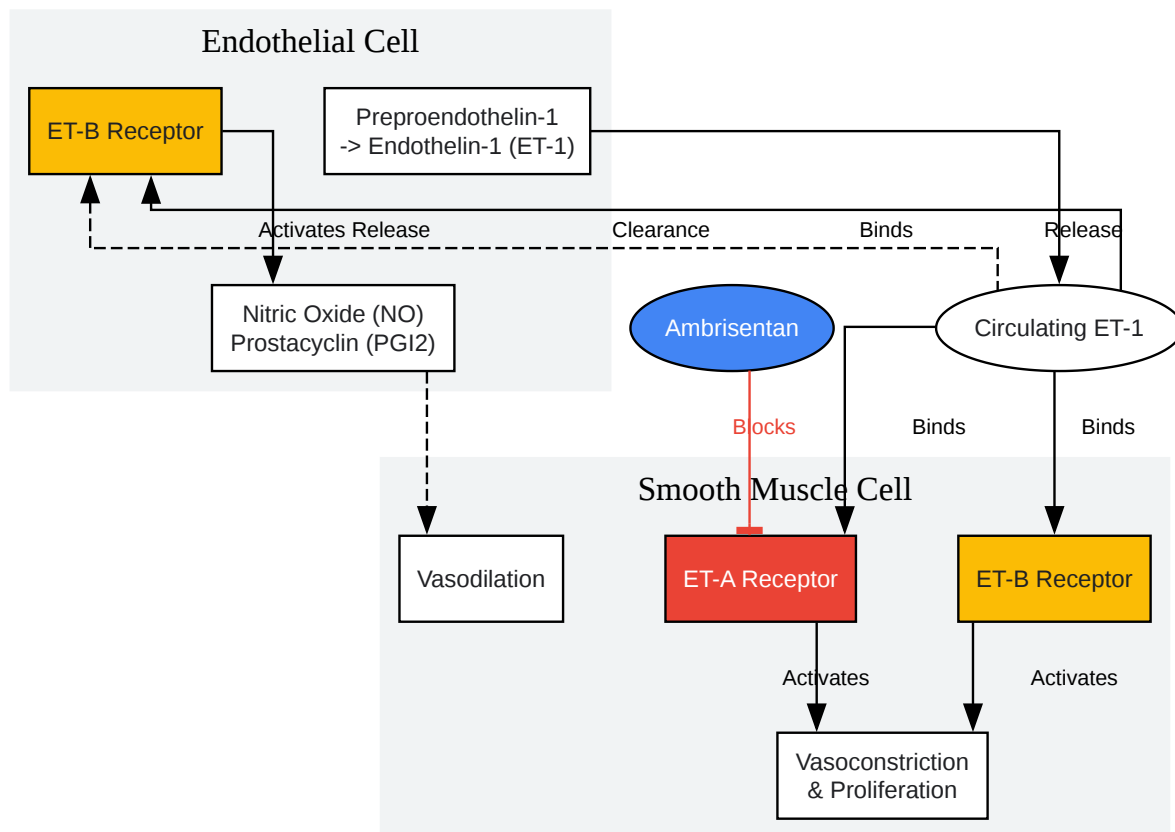 Endothelial Cell
ET-B Receptor
Preproendothelin-1
-> Endothelin-1 (ET-1)
Activates Release
Clearance
Binds
Release
Nitric Oxide (NO)
Prostacyclin (PGI2)
Ambrisentan
Circulating ET-1
Blocks
Binds
Binds
Smooth Muscle Cell
Vasodilation
ET-A Receptor
ET-B Receptor
Activates
Activates
Vasoconstriction
& Proliferation